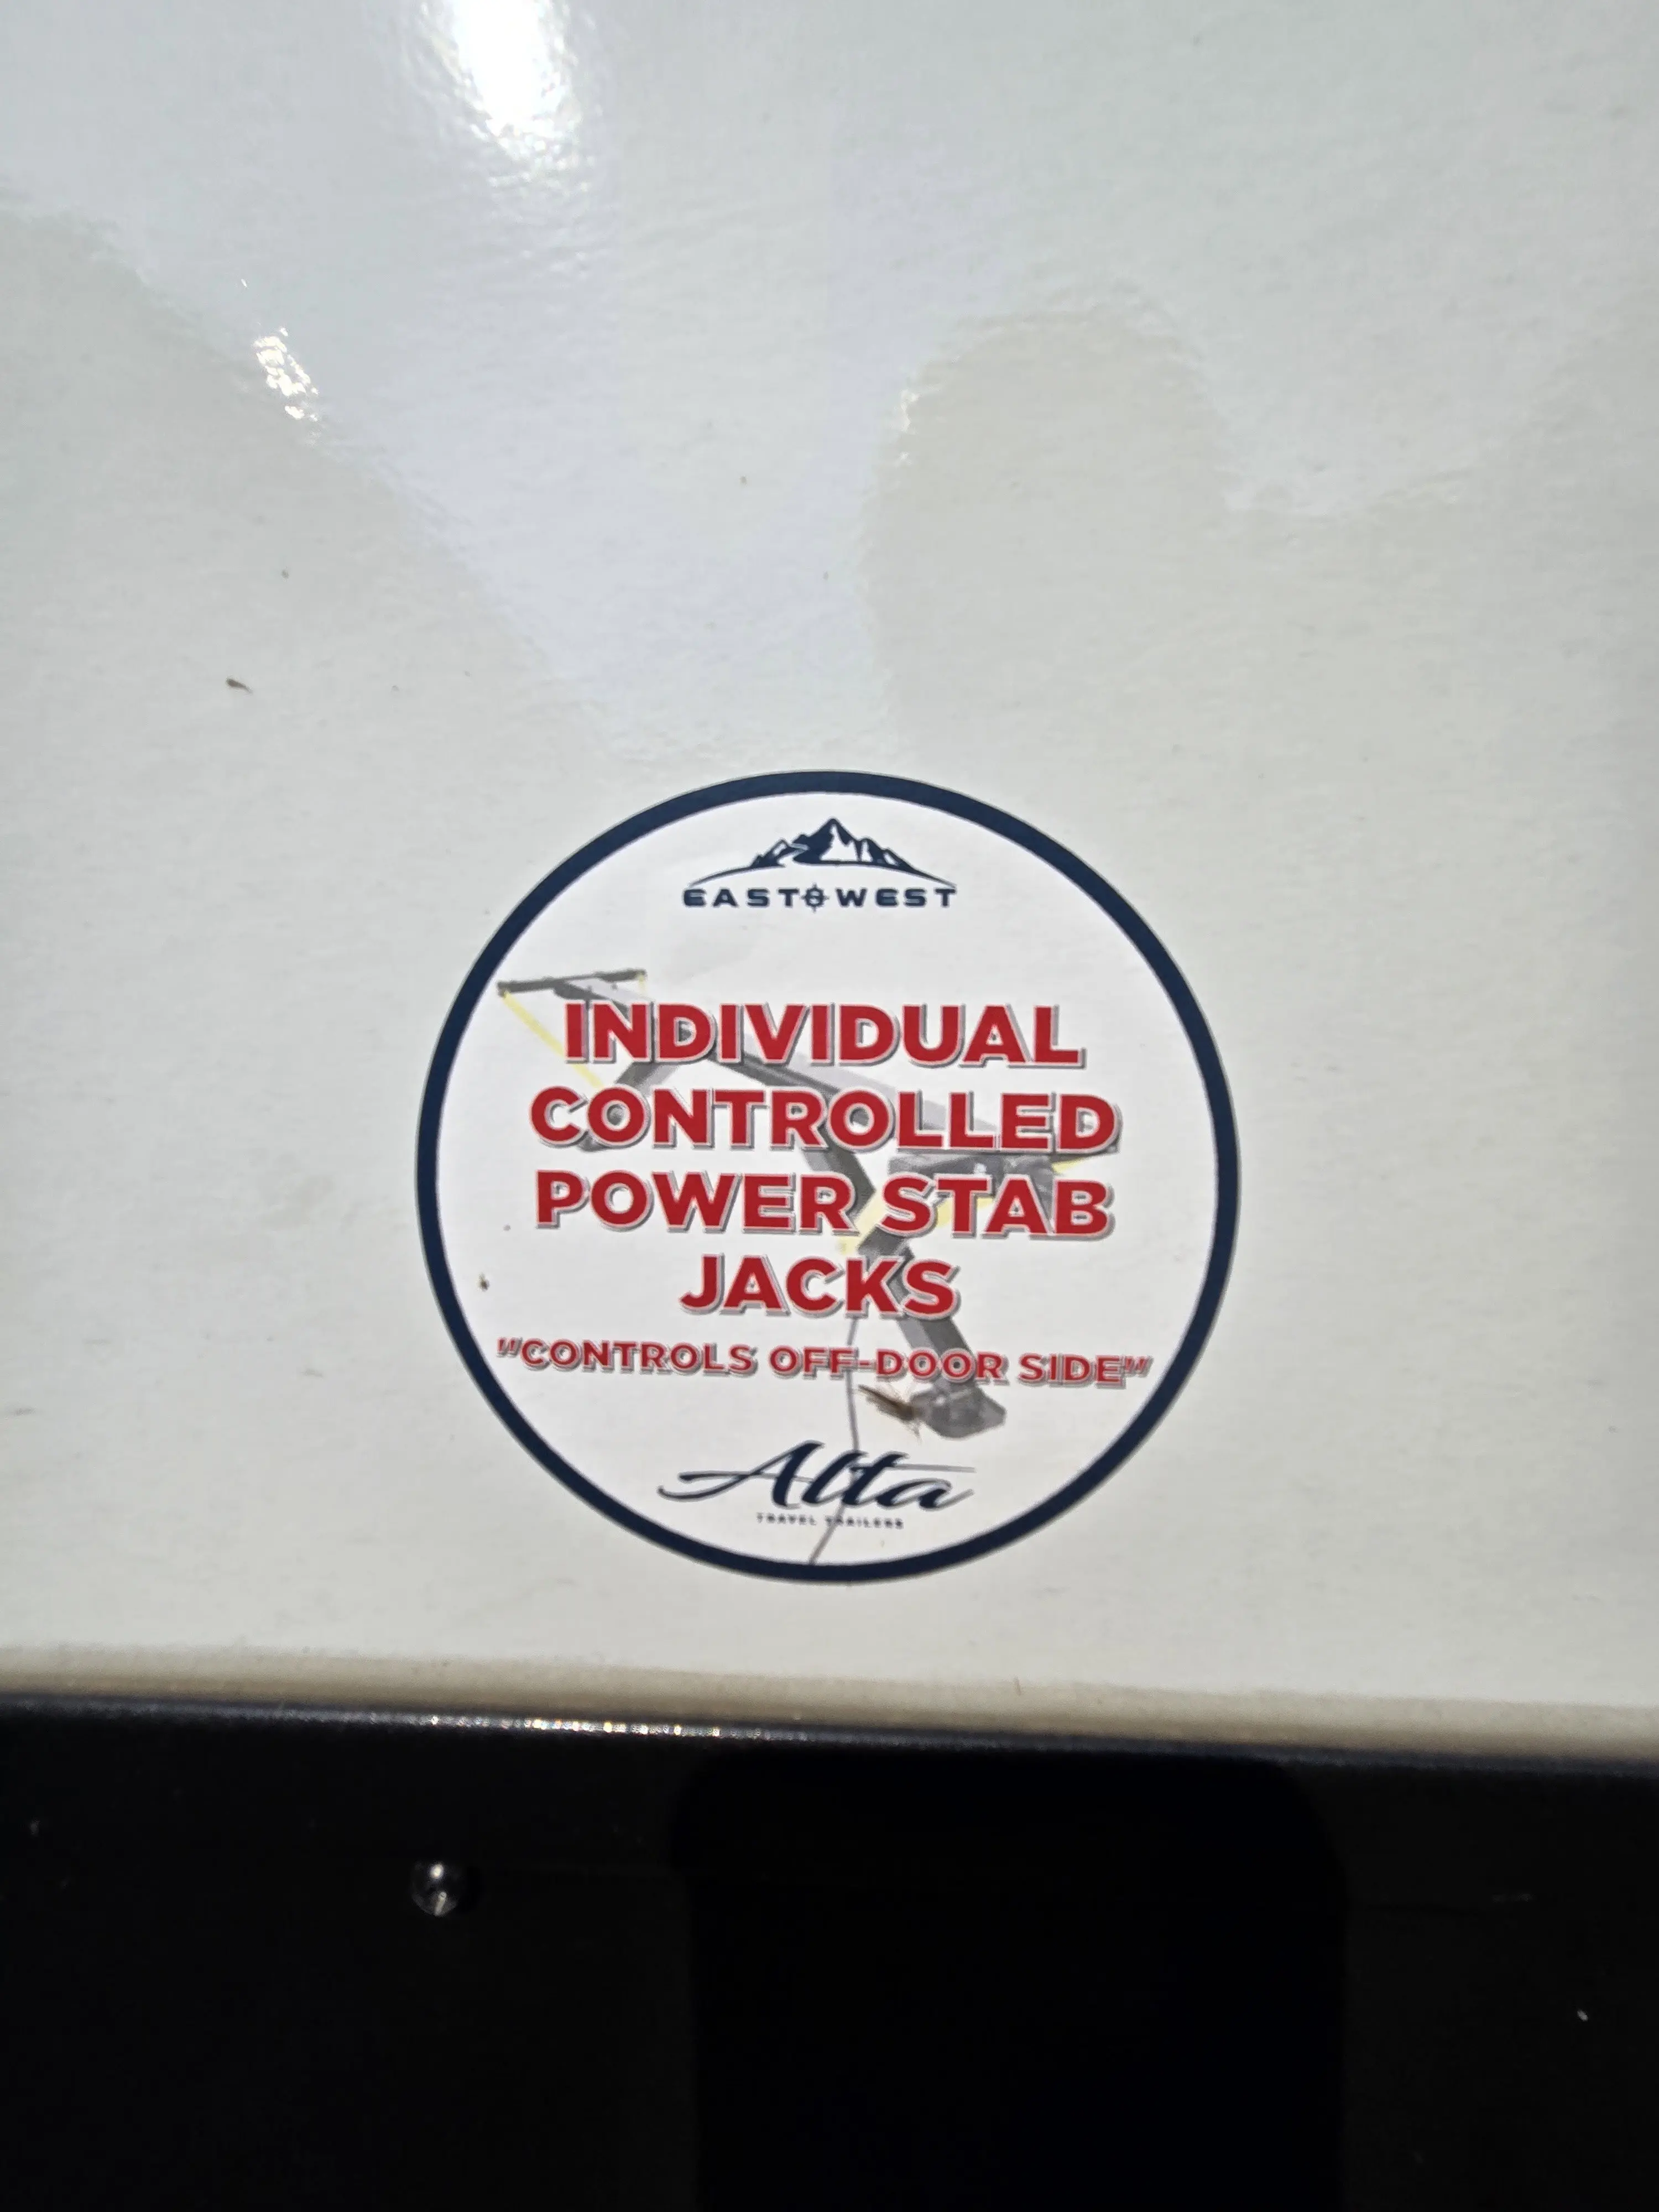 EAST WEST
INDIVIDUAL
CONTROLLED
POWER STAB
JACKS
"CONTROLS OFF-DOOR SIDE"
Alta
TRAVEL TRAILERS